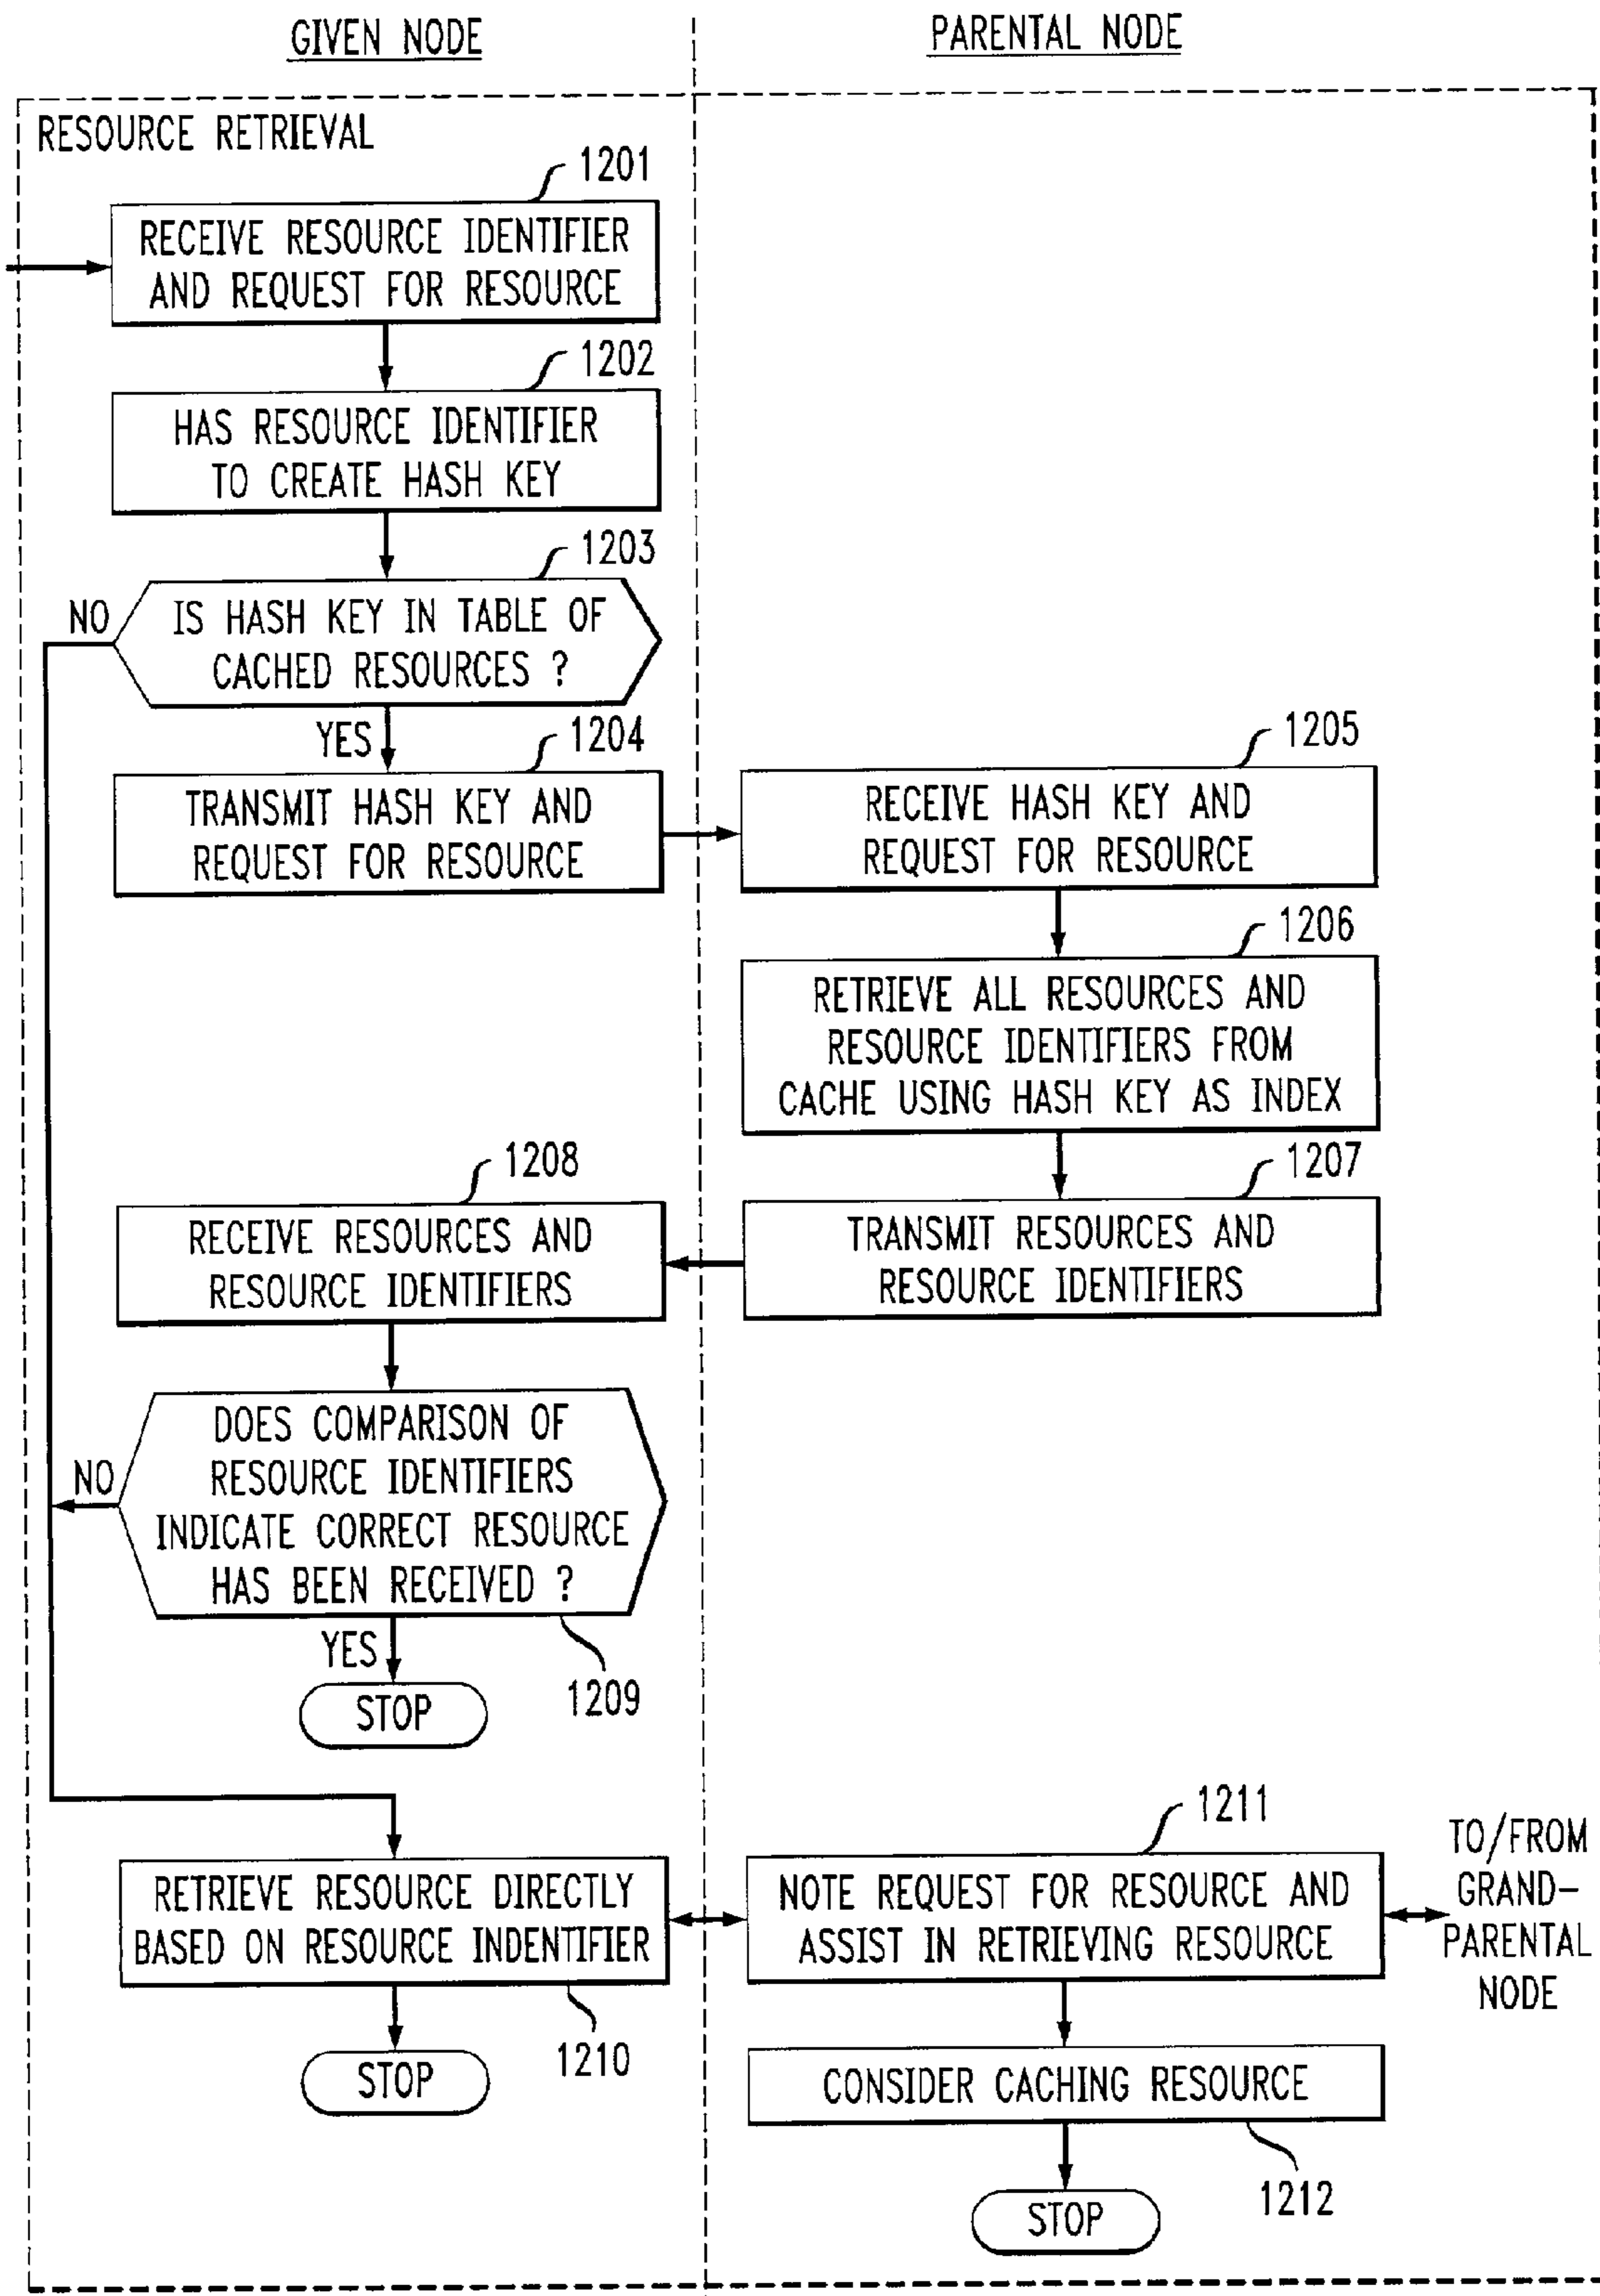 GIVEN NODE
PARENTAL NODE
RESOURCE RETRIEVAL
1201
RECEIVE RESOURCE IDENTIFIER
AND REQUEST FOR RESOURCE
1202
HAS RESOURCE IDENTIFIER
TO CREATE HASH KEY
1203
NO
IS HASH KEY IN TABLE OF
CACHED RESOURCES ?
YES
1204
TRANSMIT HASH KEY AND
REQUEST FOR RESOURCE
1205
RECEIVE HASH KEY AND
REQUEST FOR RESOURCE
1206
RETRIEVE ALL RESOURCES AND
RESOURCE IDENTIFIERS FROM
CACHE USING HASH KEY AS INDEX
1207
TRANSMIT RESOURCES AND
RESOURCE IDENTIFIERS
1208
RECEIVE RESOURCES AND
RESOURCE IDENTIFIERS
NO
DOES COMPARISON OF
RESOURCE IDENTIFIERS
INDICATE CORRECT RESOURCE
HAS BEEN RECEIVED ?
YES
1209
STOP
RETRIEVE RESOURCE DIRECTLY
BASED ON RESOURCE INDENTIFIER
1210
STOP
1211
NOTE REQUEST FOR RESOURCE AND
ASSIST IN RETRIEVING RESOURCE
TO/FROM
GRAND-
PARENTAL
NODE
CONSIDER CACHING RESOURCE
1212
STOP